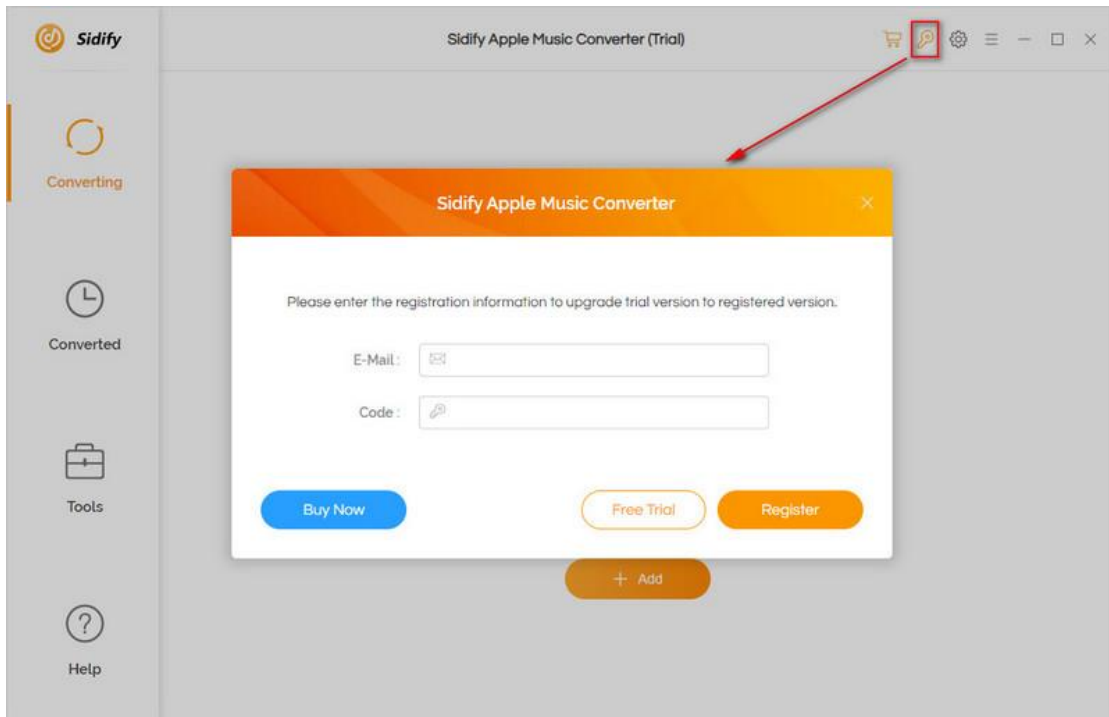 Sidify
Sidify Apple Music Converter (Trial)
Converting
Sidify Apple Music Converter
Please enter the registration information to upgrade trial version to registered version.
E-Mail :
Converted
Code :
Tools
Buy Now
Free Trial
Register
+ Add
Help